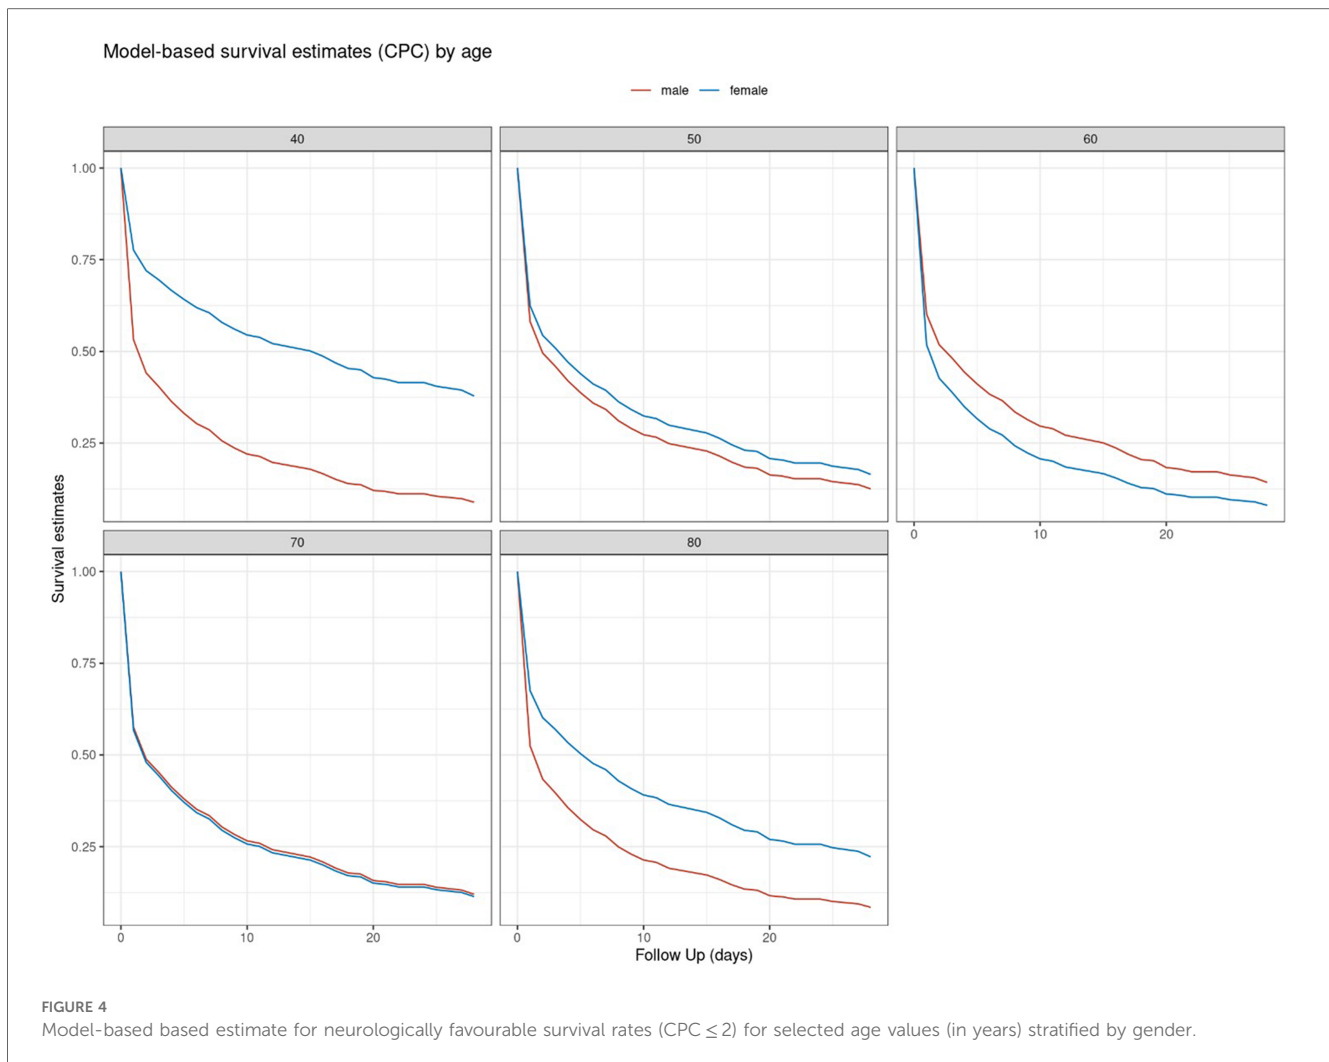 Model-based survival estimates (CPC) by age
male female
40 50 60
1.00
0.75
0.50
0.25
0 10 20
Survival estimates
70 80
1.00
0.75
0.50
0.25
0 10 20 0 10 20
Follow Up (days)
FIGURE 4
Model-based based estimate for neurologically favourable survival rates (CPC ≤ 2) for selected age values (in years) stratified by gender.